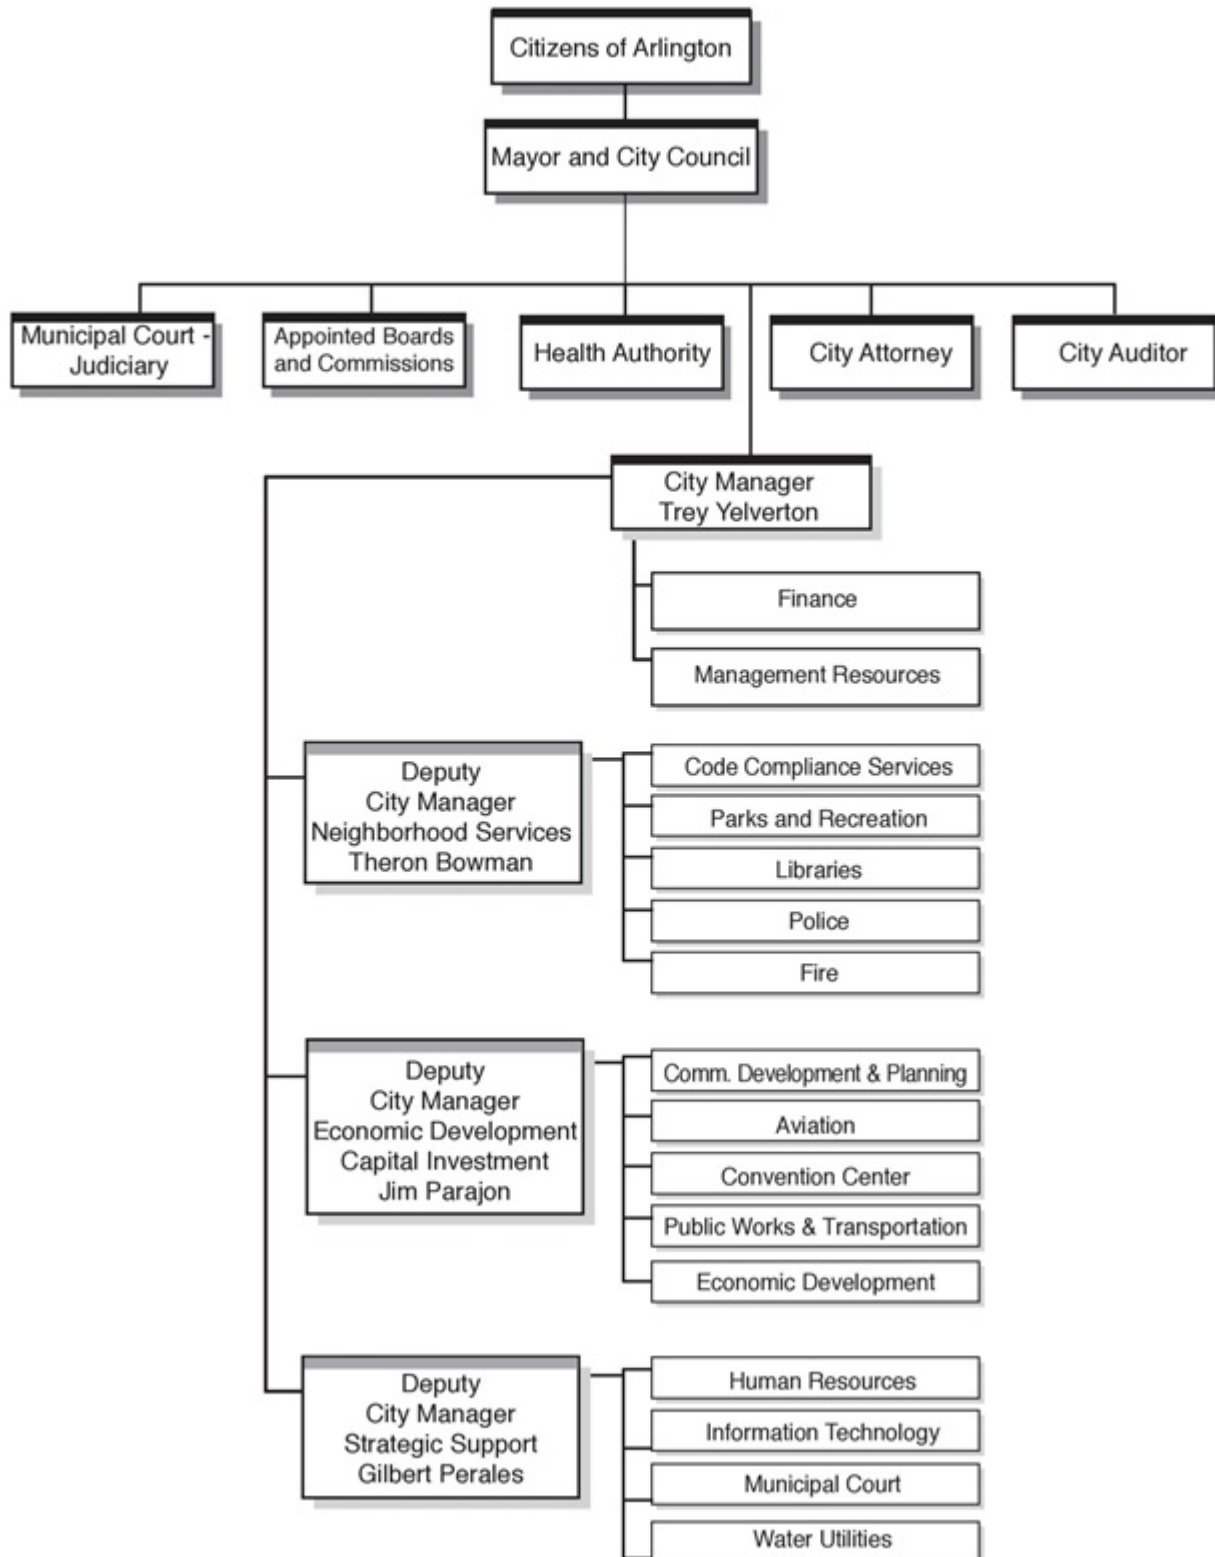 Citizens of Arlington
Mayor and City Council
Municipal Court -
Judiciary
Appointed Boards
and Commissions
Health Authority
City Attorney
City Auditor
City Manager
Trey Yelverton
Finance
Management Resources
Deputy
City Manager
Neighborhood Services
Theron Bowman
Code Compliance Services
Parks and Recreation
Libraries
Police
Fire
Deputy
City Manager
Economic Development
Capital Investment
Jim Parajon
Comm. Development & Planning
Aviation
Convention Center
Public Works & Transportation
Economic Development
Deputy
City Manager
Strategic Support
Gilbert Perales
Human Resources
Information Technology
Municipal Court
Water Utilities